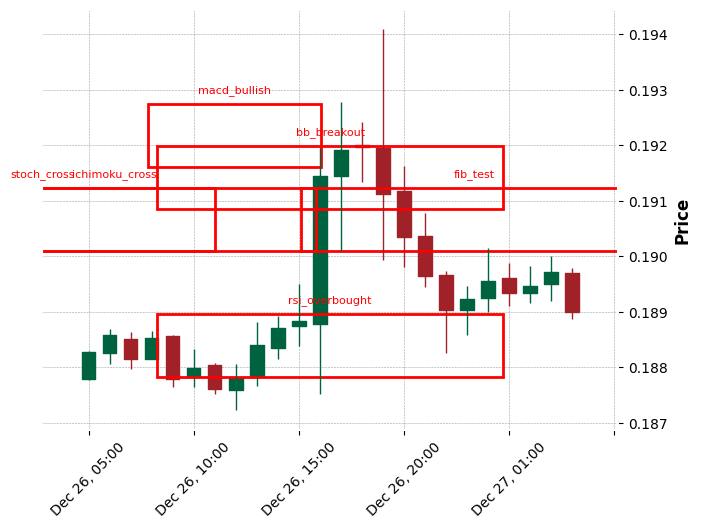 0.194
macd_bullish
0.193
bb_breakout
0.192
stoch_cross
ichimoku_cross
fib_test
0.191
Price
0.190
rsi_overbought
0.189
0.188
0.187
Dec 26, 05:00
Dec 26, 10:00
Dec 26, 15:00
Dec 26, 20:00
Dec 27, 01:00